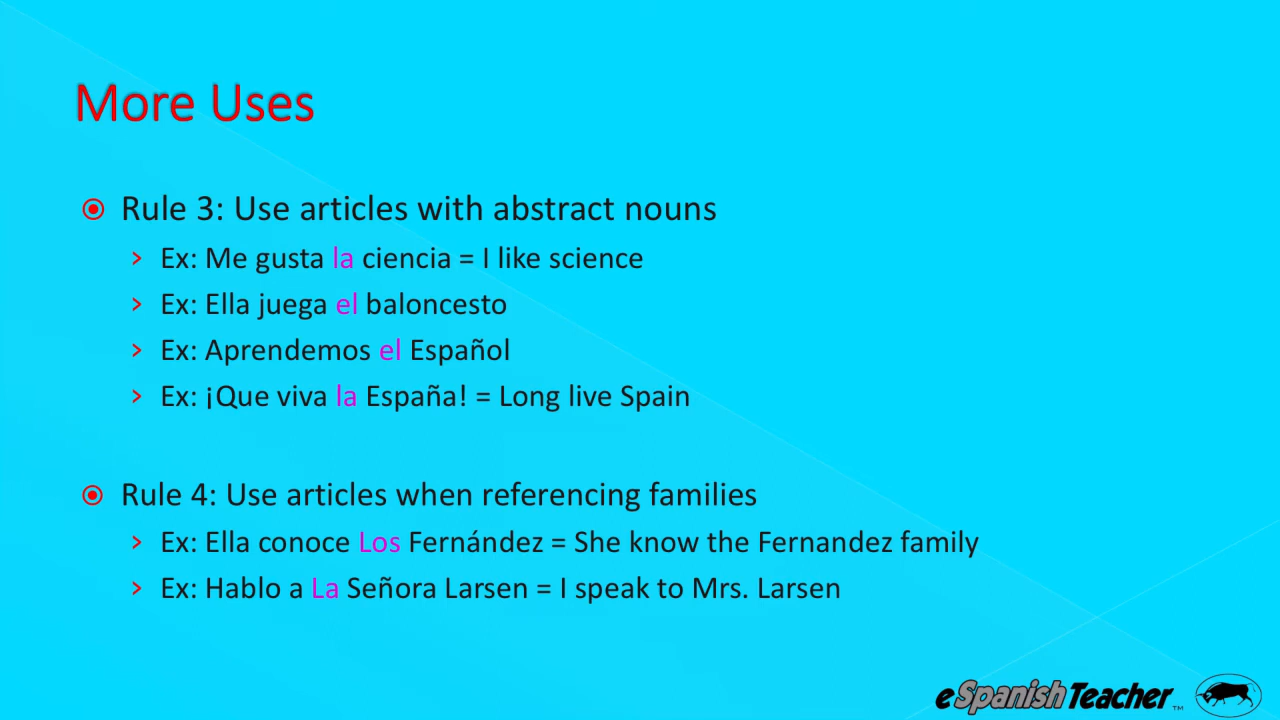 More Uses
Rule 3: Use articles with abstract nouns
Ex: Me gusta la ciencia = I like science
Ex: Ella juega el baloncesto
Ex: Aprendemos el Español
Ex: ¡Que viva la España! = Long live Spain
Rule 4: Use articles when referencing families
Ex: Ella conoce Los Fernández = She know the Fernandez family
Ex: Hablo a La Señora Larsen = I speak to Mrs. Larsen
eSpanishTeacher™